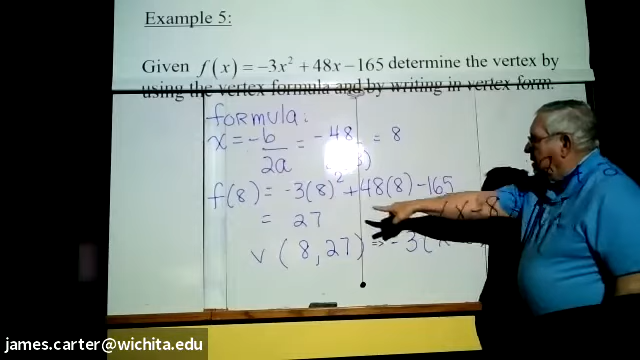 Example 5:
Given f(x) = −3x² + 48x − 165 determine the vertex by
using the vertex formula and by writing in vertex form.
formula:
x = -b/2a = -48 = 8
f(8) = -3(8)² + 48(8) - 165
= 27 (x-8
V (8, 27) => -3(x
james.carter@wichita.edu